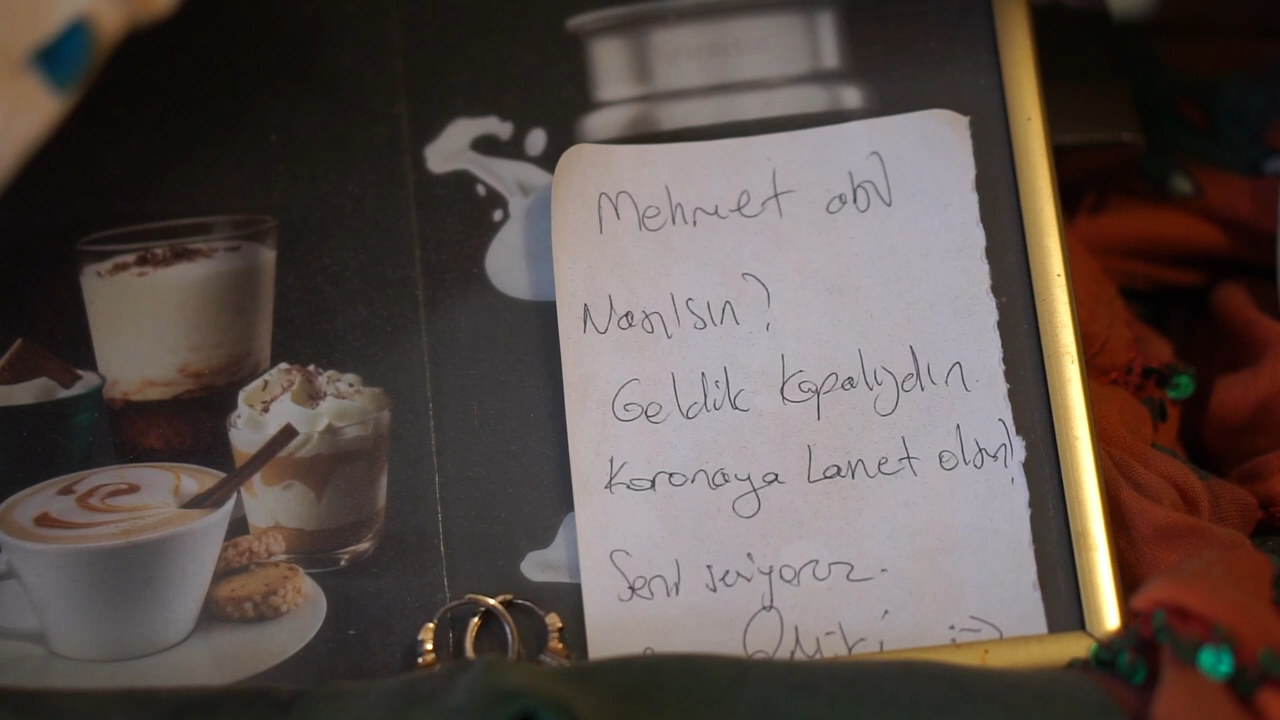 Mehmet abi
Nasılsın?
Geldik kapalıydın.
Koronaya Lanet olsun!
Seni seviyoruz.
:-)